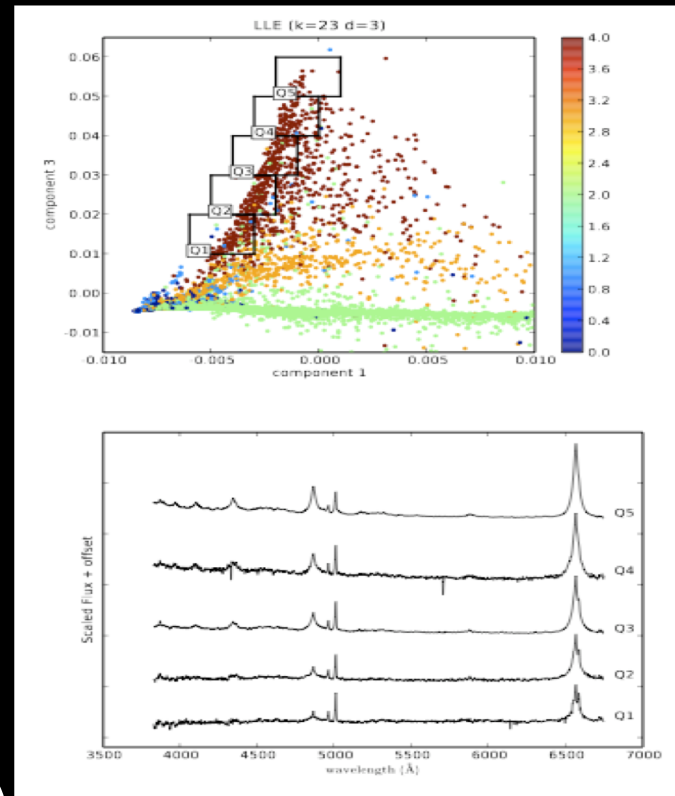 LLE (k=23 d=3)
0.06
0.05
0.04
0.03
0.02
0.01
0.00
-0.01
component 3
Q5
Q4
Q3
Q2
Q1
-0.010
-0.005
0.000
0.005
0.010
component 1
4.0
3.6
3.2
2.8
2.4
2.0
1.6
1.2
0.8
0.4
0.0
Scaled Flux + offset
Q5
Q4
Q3
Q2
Q1
3500
4000
4500
5000
5500
6000
6500
7000
wavelength (Å)